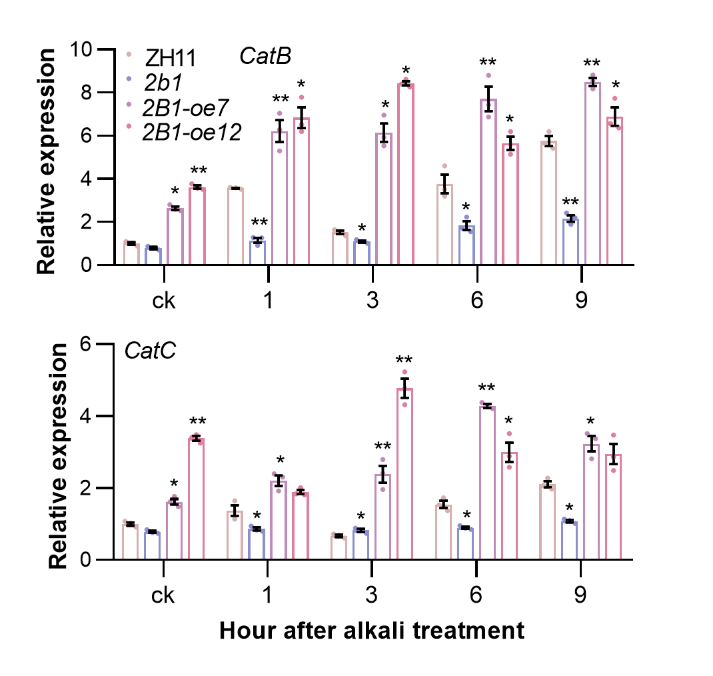 Relative expression
10
8
6
4
2
0
CatB
ZH11
2b1
2B1-oe7
2B1-oe12
* **
** ** *
* * *
* ** *
** ** *
ck 1 3 6 9
Relative expression
6
4
2
0
CatC
* **
* *
* ** **
* ** *
* *
ck 1 3 6 9
Hour after alkali treatment